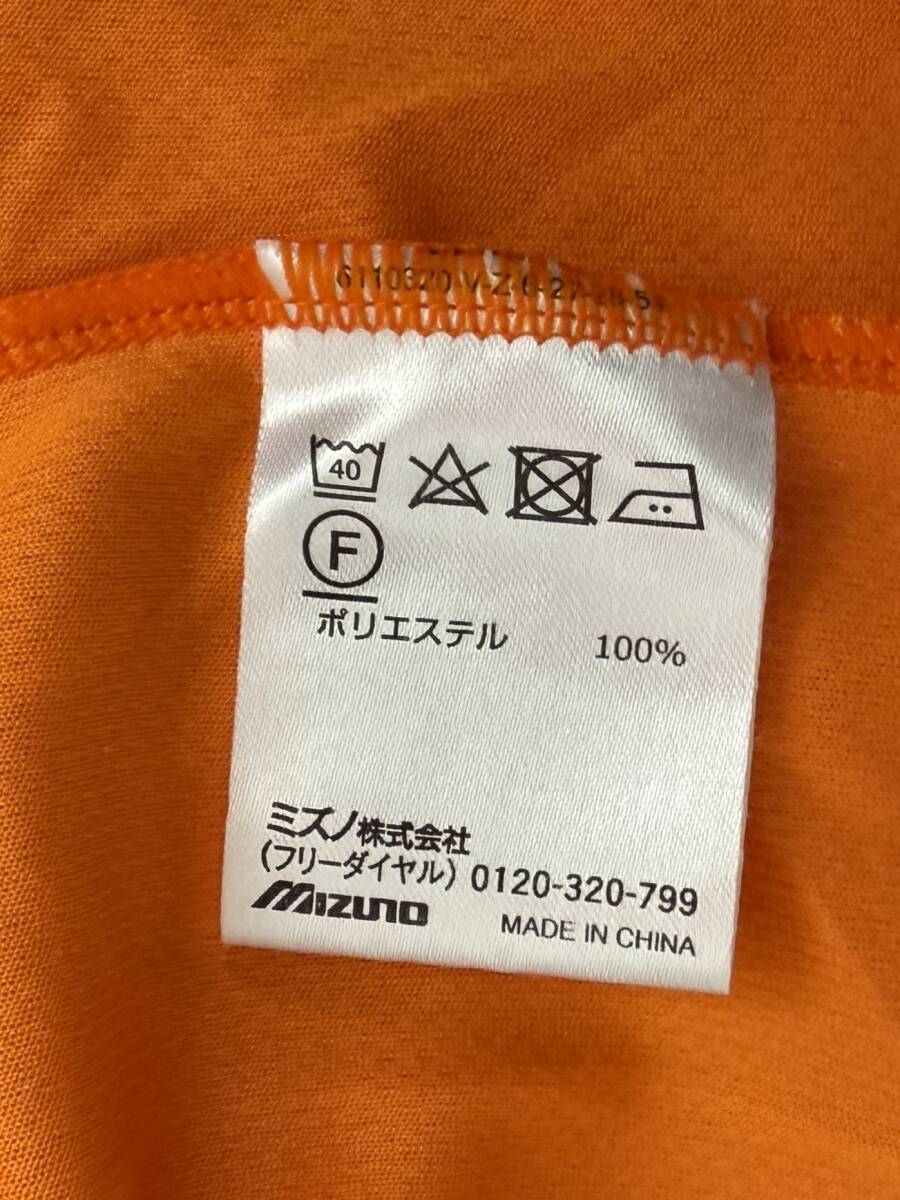 40
F
ポリエステル 100%
ミズノ株式会社
(フリーダイヤル) 0120-320-799
MIZUNO MADE IN CHINA